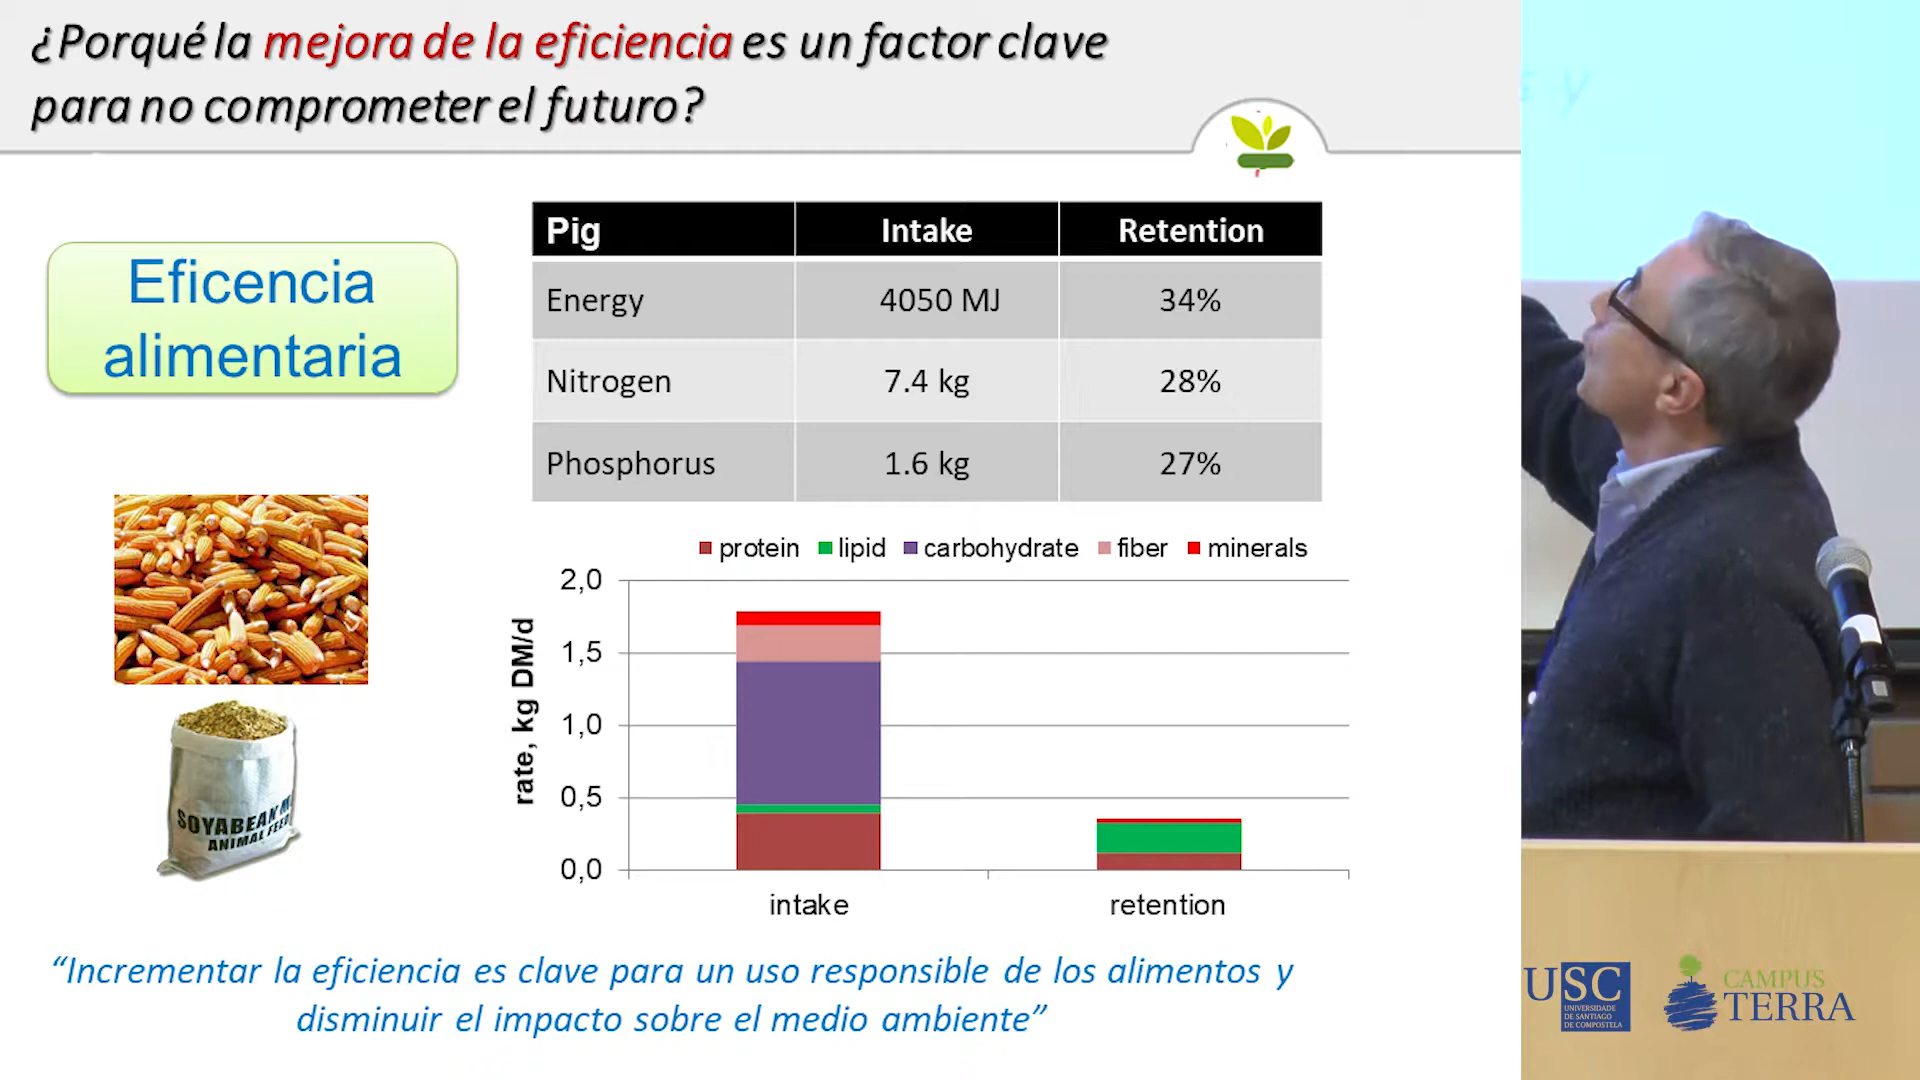 ¿Porqué la mejora de la eficiencia es un factor clave
para no comprometer el futuro?
Eficencia
alimentaria
Pig Intake Retention
Energy 4050 MJ 34%
Nitrogen 7.4 kg 28%
Phosphorus 1.6 kg 27%
protein lipid carbohydrate fiber minerals
rate, kg DM/d
2,0
1,5
1,0
0,5
0,0
intake retention
SOYABEAN
ANIMAL FEED
“Incrementar la eficiencia es clave para un uso responsible de los alimentos y
disminuir el impacto sobre el medio ambiente”
y
USC
UNIVERSIDADE
DE SANTIAGO
DE COMPOSTELA
CAMPUS
TERRA